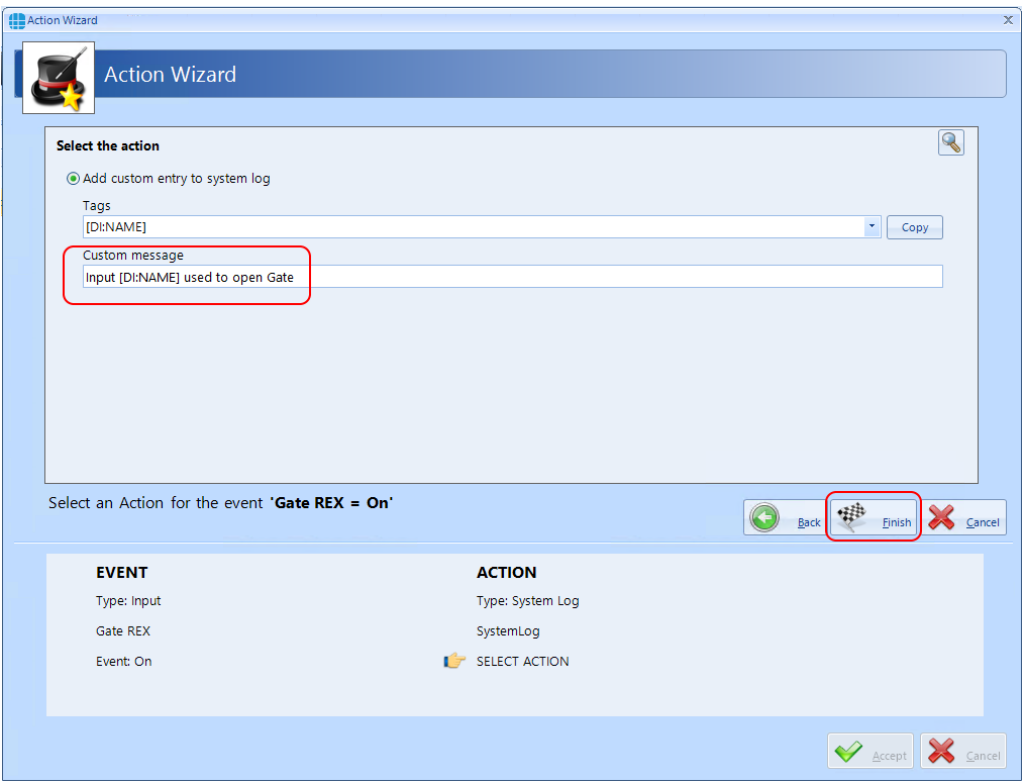 Action Wizard
X
Action Wizard
Select the action
Add custom entry to system log
Tags
[DI:NAME]
Copy
Custom message
Input [DI:NAME] used to open Gate
Select an Action for the event 'Gate REX = On'
Back Finish Cancel
EVENT ACTION
Type: Input Type: System Log
Gate REX SystemLog
Event: On SELECT ACTION
Accept Cancel